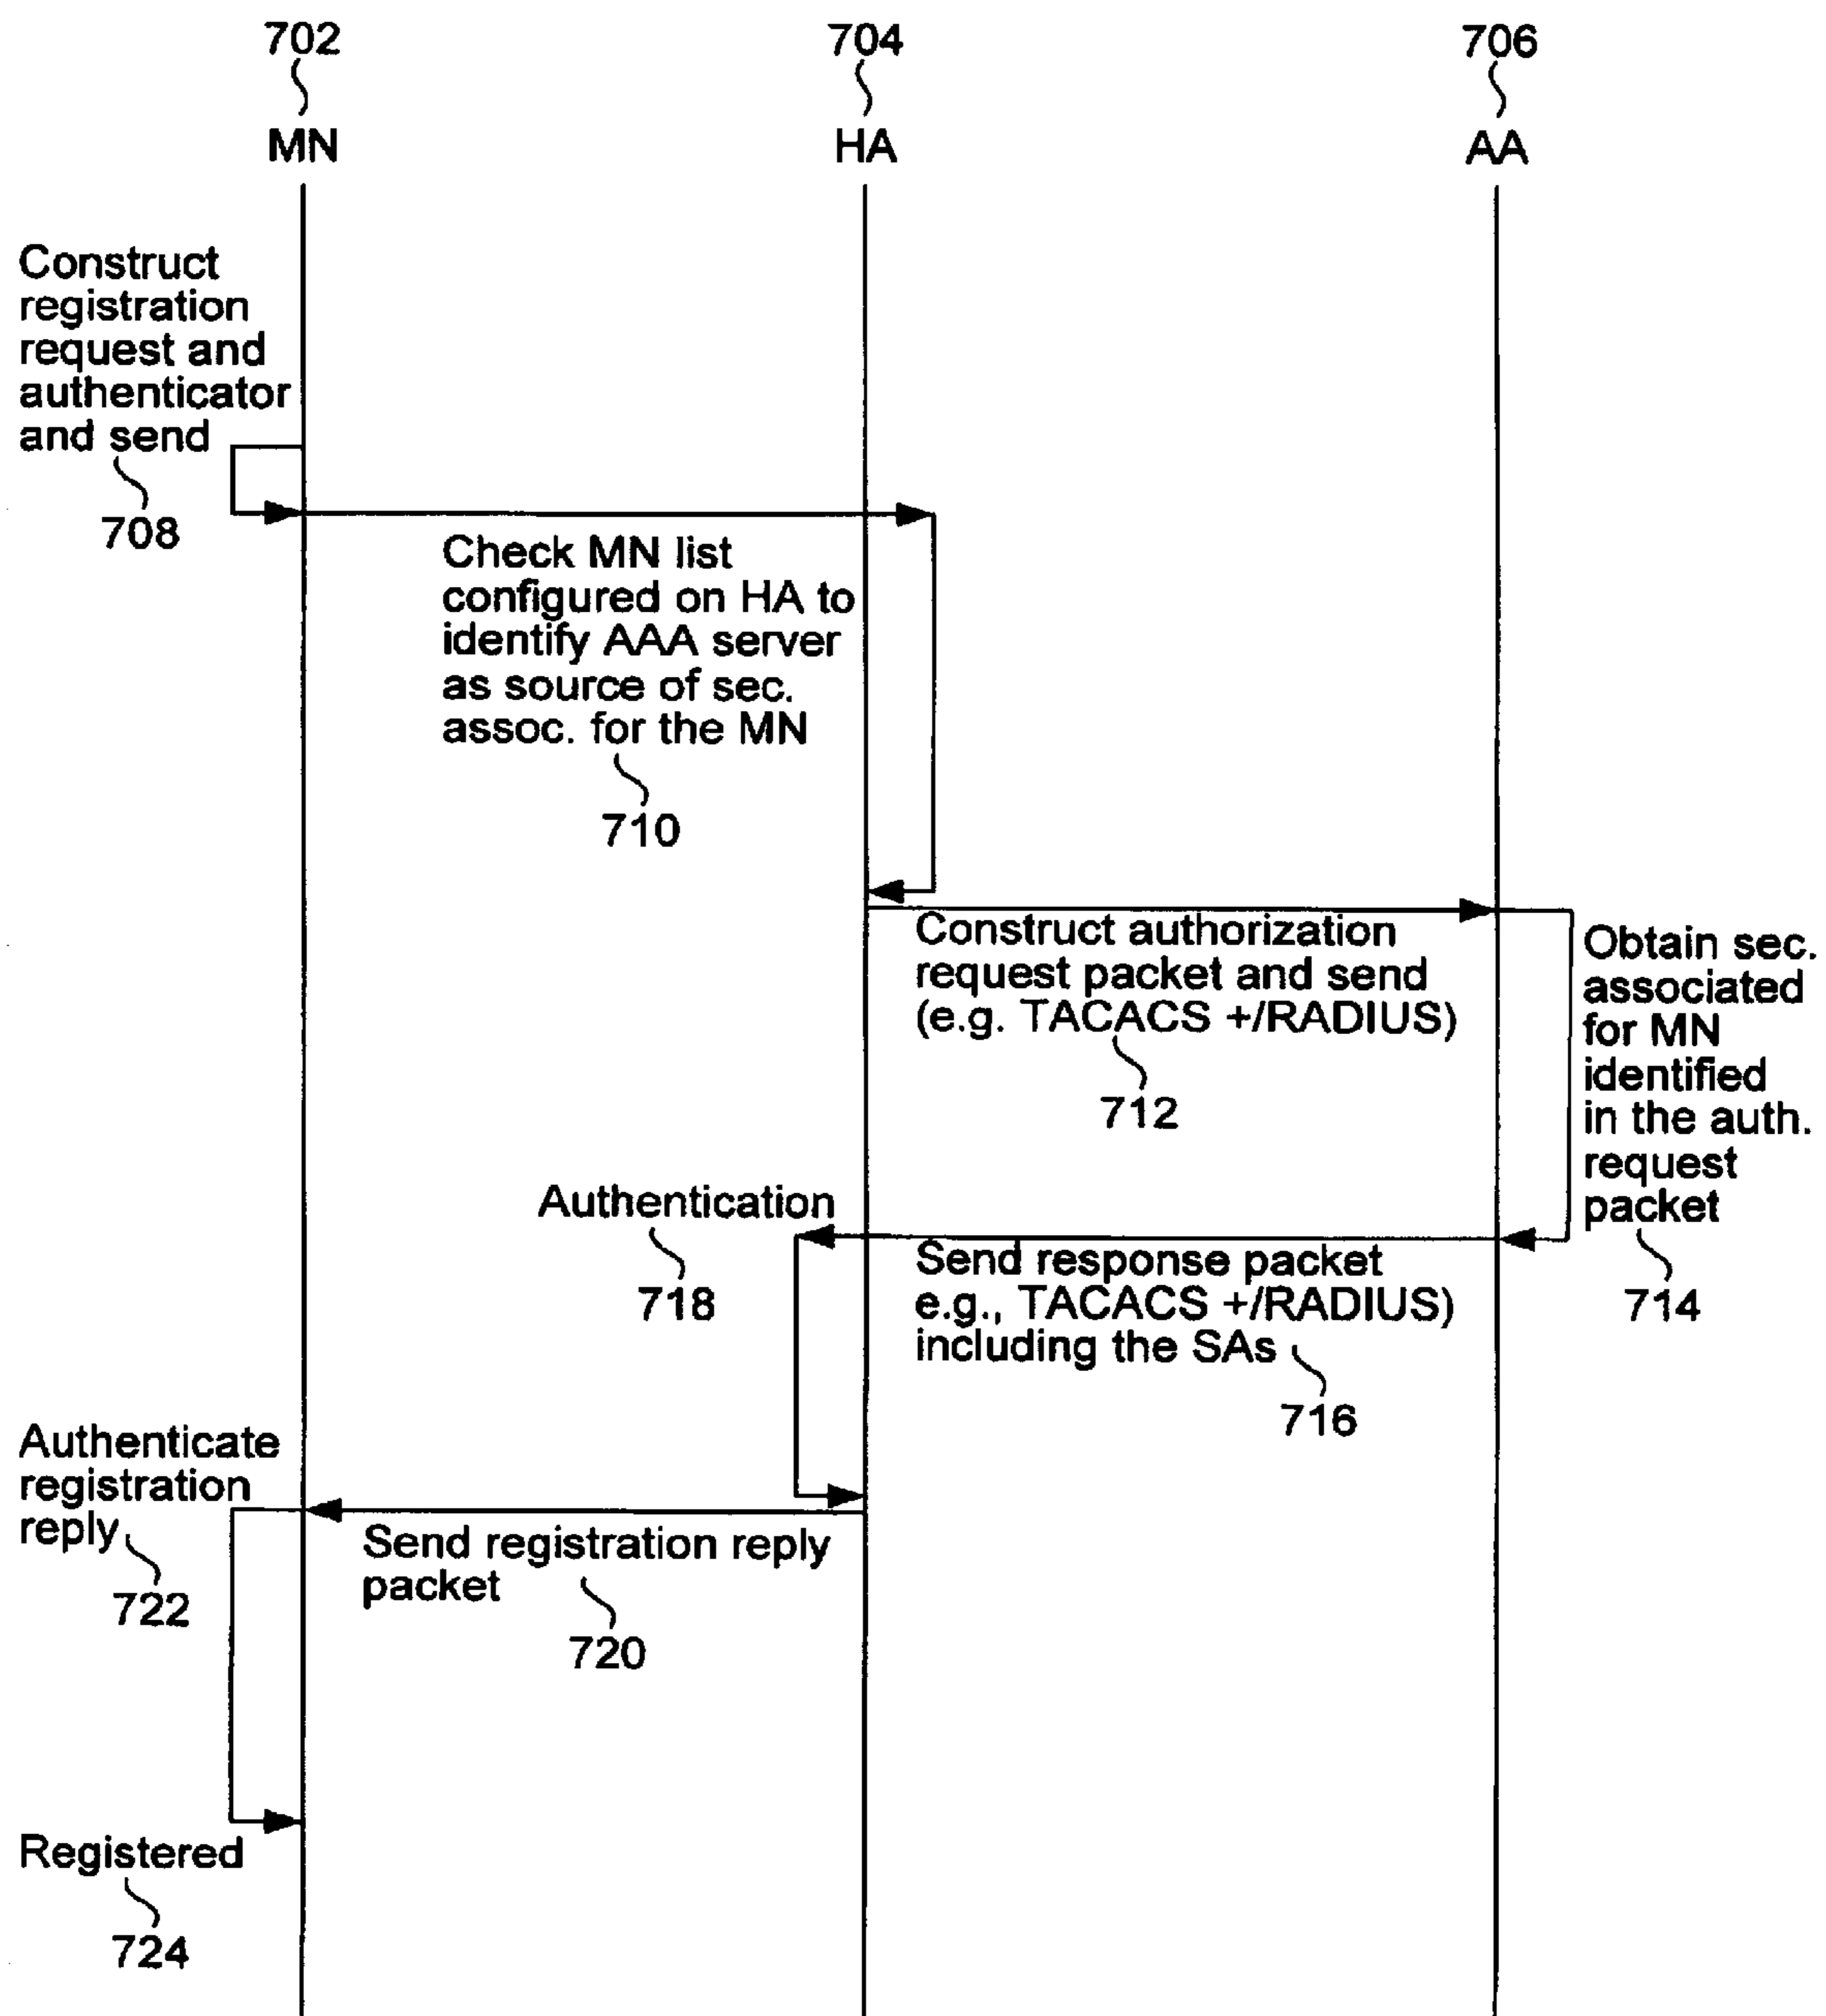 702
704
706
MN
HA
AA
Construct
registration
request and
authenticator
and send
708
Check MN list
configured on HA to
identify AAA server
as source of sec.
assoc. for the MN
710
Construct authorization
request packet and send
(e.g. TACACS +/RADIUS)
712
Obtain sec.
associated
for MN
identified
in the auth.
request
packet
714
Authentication
718
Send response packet
e.g., TACACS +/RADIUS)
including the SAs
716
Authenticate
registration
reply
722
Send registration reply
packet
720
Registered
724